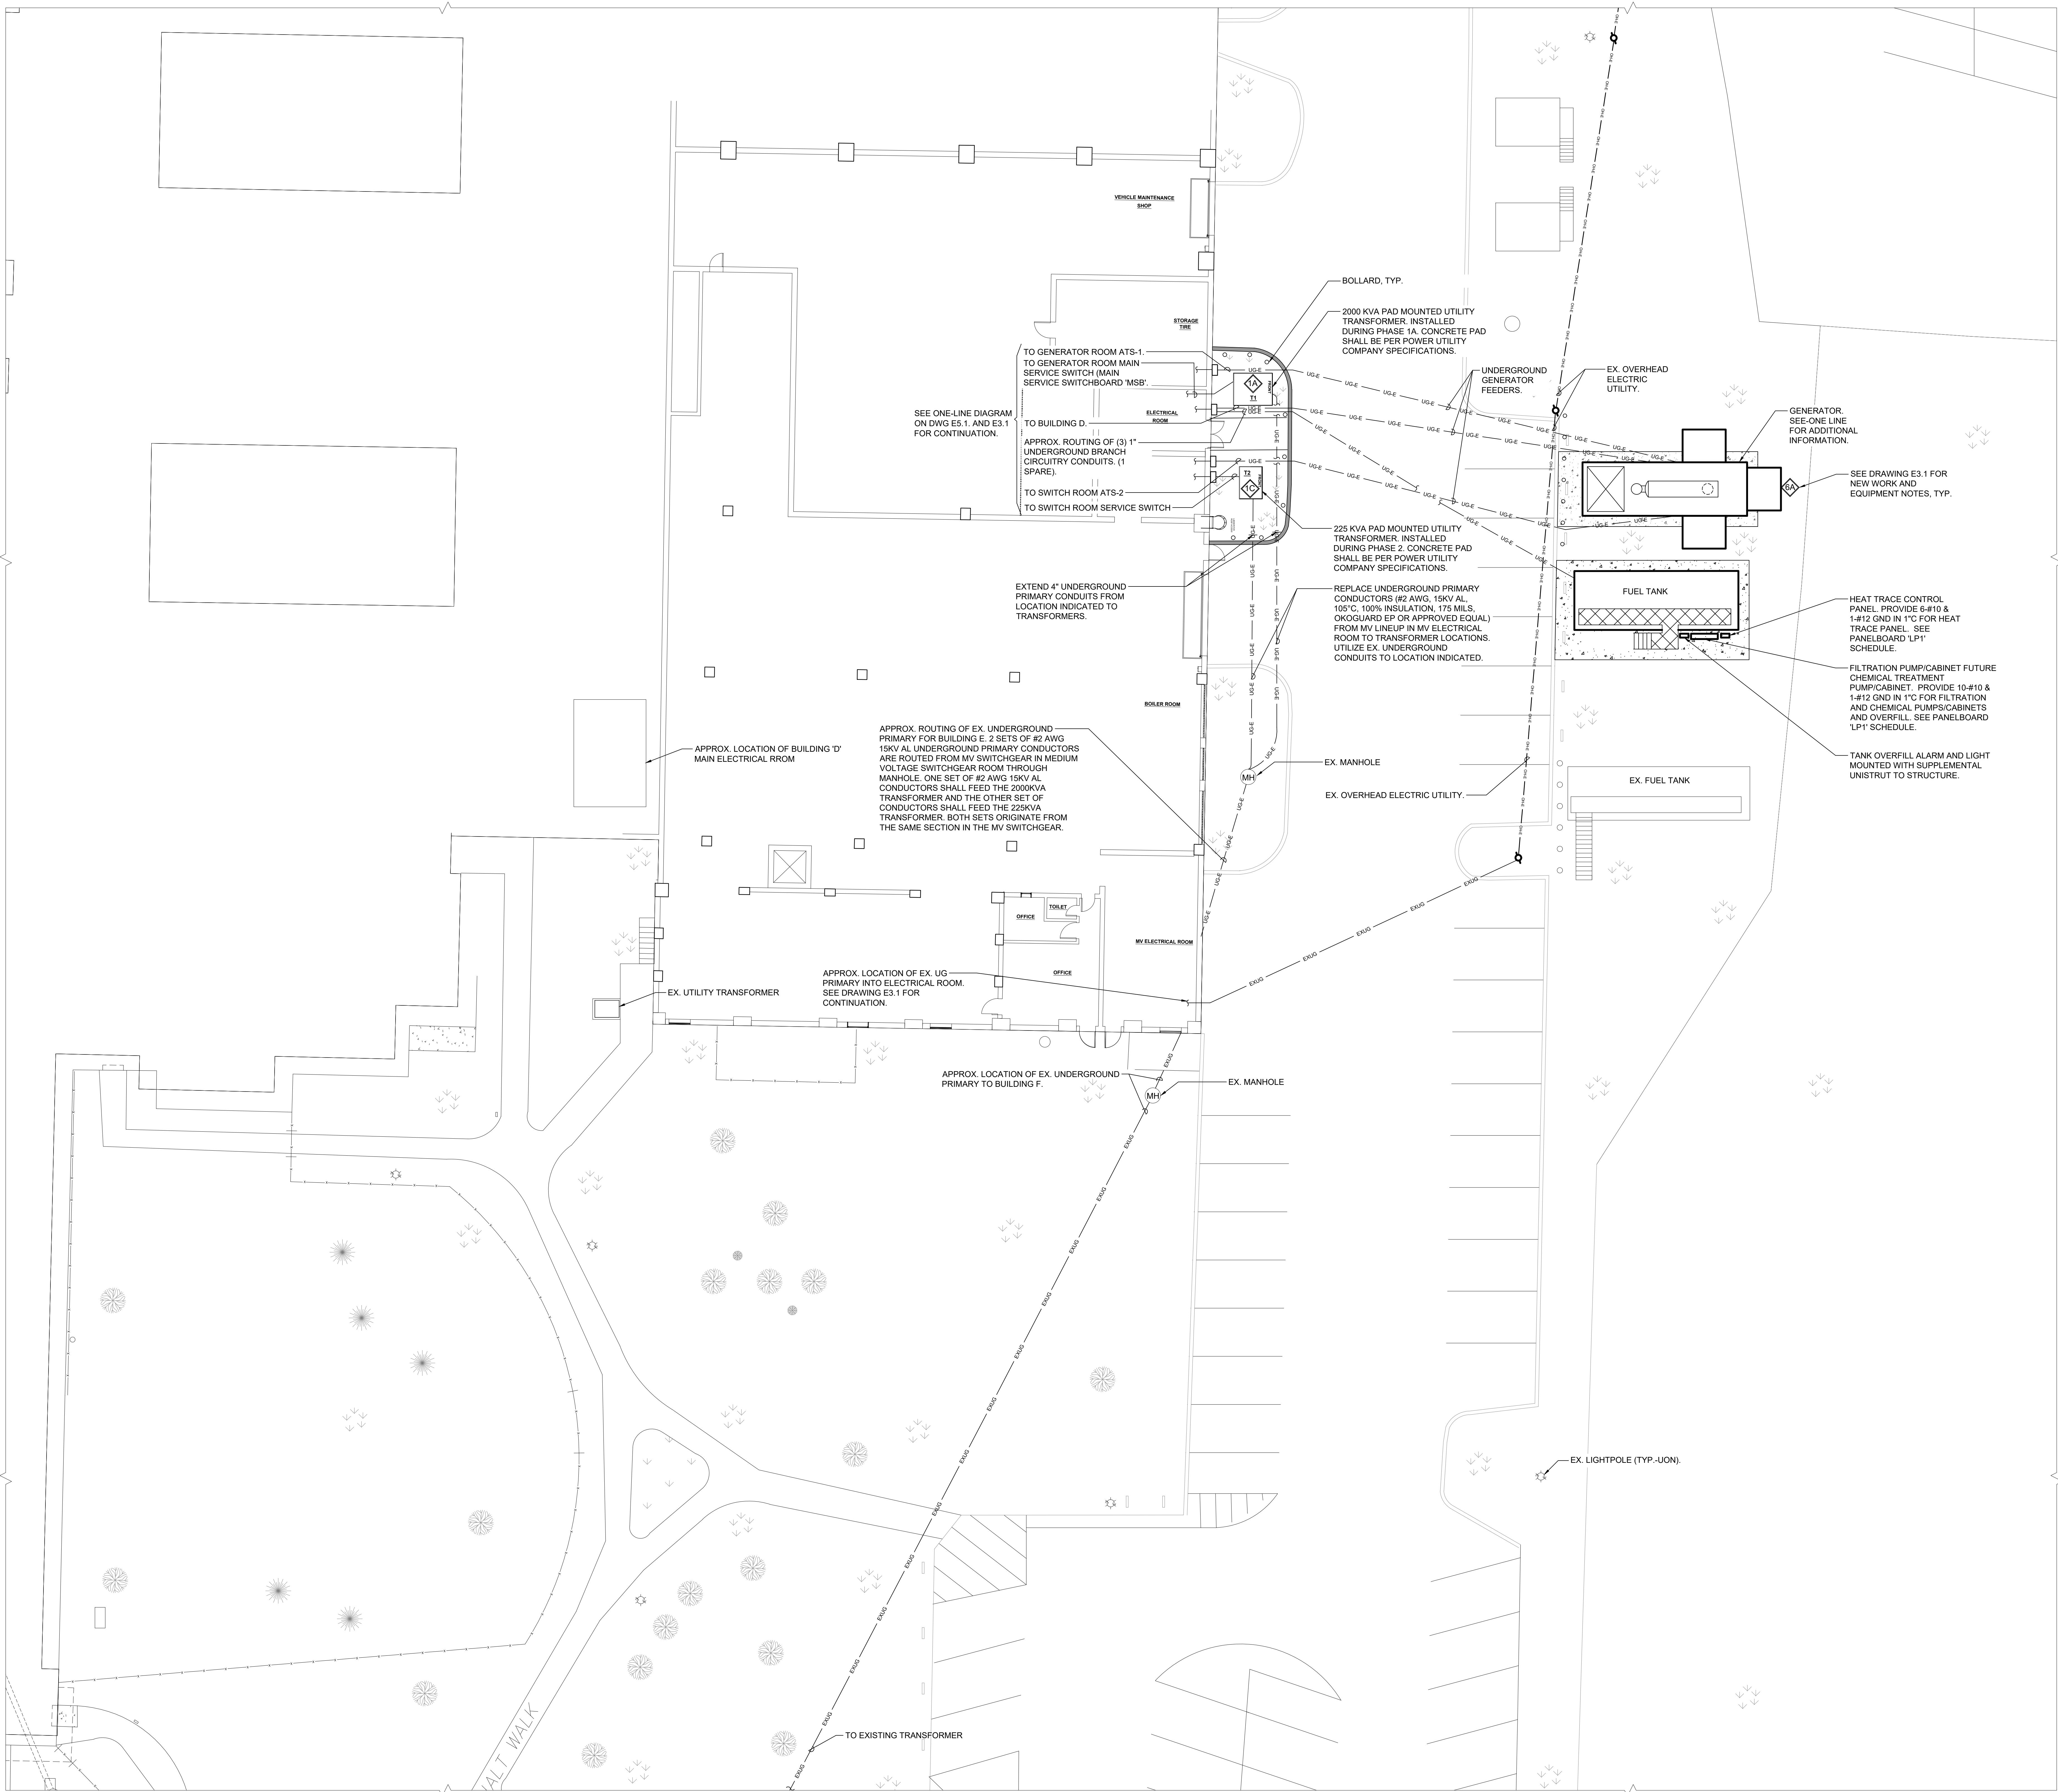 VEHICLE MAINTENANCE
SHOP
STORAGE
TIRE
BOLLARD, TYP.
2000 KVA PAD MOUNTED UTILITY
TRANSFORMER. INSTALLED
DURING PHASE 1A. CONCRETE PAD
SHALL BE PER POWER UTILITY
COMPANY SPECIFICATIONS.
TO GENERATOR ROOM ATS-1.
TO GENERATOR ROOM MAIN
SERVICE SWITCH (MAIN
SERVICE SWITCHBOARD 'MSB'.
SEE ONE-LINE DIAGRAM
ON DWG E5.1. AND E3.1
FOR CONTINUATION.
TO BUILDING D.
APPROX. ROUTING OF (3) 1"
UNDERGROUND BRANCH
CIRCUITRY CONDUITS. (1
SPARE).
TO SWITCH ROOM ATS-2
TO SWITCH ROOM SERVICE SWITCH
ELECTRICAL
ROOM
1A
T1
FRONT
T2
1C
UG-E
OH-E
UNDERGROUND
GENERATOR
FEEDERS.
EX. OVERHEAD
ELECTRIC
UTILITY.
GENERATOR.
SEE-ONE LINE
FOR ADDITIONAL
INFORMATION.
6A
SEE DRAWING E3.1 FOR
NEW WORK AND
EQUIPMENT NOTES, TYP.
225 KVA PAD MOUNTED UTILITY
TRANSFORMER. INSTALLED
DURING PHASE 2. CONCRETE PAD
SHALL BE PER POWER UTILITY
COMPANY SPECIFICATIONS.
EXTEND 4" UNDERGROUND
PRIMARY CONDUITS FROM
LOCATION INDICATED TO
TRANSFORMERS.
REPLACE UNDERGROUND PRIMARY
CONDUCTORS (#2 AWG, 15KV AL,
105°C, 100% INSULATION, 175 MILS,
OKOGUARD EP OR APPROVED EQUAL)
FROM MV LINEUP IN MV ELECTRICAL
ROOM TO TRANSFORMER LOCATIONS.
UTILIZE EX. UNDERGROUND
CONDUITS TO LOCATION INDICATED.
FUEL TANK
HEAT TRACE CONTROL
PANEL. PROVIDE 6-#10 &
1-#12 GND IN 1"C FOR HEAT
TRACE PANEL. SEE
PANELBOARD 'LP1'
SCHEDULE.
FILTRATION PUMP/CABINET FUTURE
CHEMICAL TREATMENT
PUMP/CABINET. PROVIDE 10-#10 &
1-#12 GND IN 1"C FOR FILTRATION
AND CHEMICAL PUMPS/CABINETS
AND OVERFILL. SEE PANELBOARD
'LP1' SCHEDULE.
TANK OVERFILL ALARM AND LIGHT
MOUNTED WITH SUPPLEMENTAL
UNISTRUT TO STRUCTURE.
BOILER ROOM
APPROX. ROUTING OF EX. UNDERGROUND
PRIMARY FOR BUILDING E. 2 SETS OF #2 AWG
15KV AL UNDERGROUND PRIMARY CONDUCTORS
ARE ROUTED FROM MV SWITCHGEAR IN MEDIUM
VOLTAGE SWITCHGEAR ROOM THROUGH
MANHOLE. ONE SET OF #2 AWG 15KV AL
CONDUCTORS SHALL FEED THE 2000KVA
TRANSFORMER AND THE OTHER SET OF
CONDUCTORS SHALL FEED THE 225KVA
TRANSFORMER. BOTH SETS ORIGINATE FROM
THE SAME SECTION IN THE MV SWITCHGEAR.
APPROX. LOCATION OF BUILDING 'D'
MAIN ELECTRICAL RROM
MH
EX. MANHOLE
EX. OVERHEAD ELECTRIC UTILITY.
EX. FUEL TANK
OFFICE
TOILET
MV ELECTRICAL ROOM
OFFICE
APPROX. LOCATION OF EX. UG
PRIMARY INTO ELECTRICAL ROOM.
SEE DRAWING E3.1 FOR
CONTINUATION.
EX. UTILITY TRANSFORMER
EXUG
APPROX. LOCATION OF EX. UNDERGROUND
PRIMARY TO BUILDING F.
MH
EX. MANHOLE
EX. LIGHTPOLE (TYP.-UON).
TO EXISTING TRANSFORMER
ALT WALK